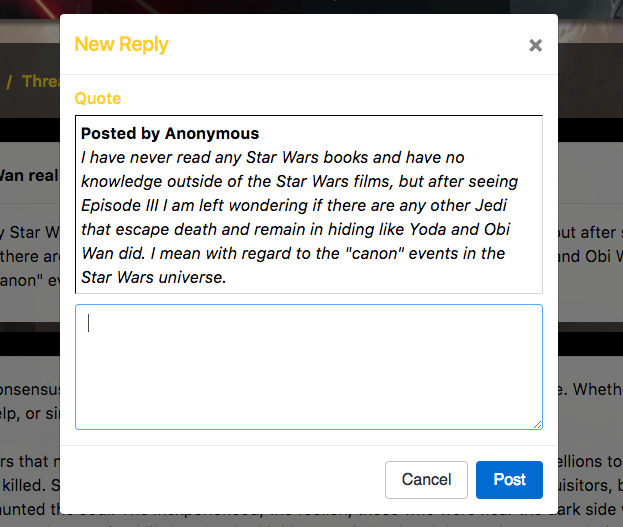 New Reply
×
/ Threa
Quote
Posted by Anonymous
I have never read any Star Wars books and have no
knowledge outside of the Star Wars films, but after seeing
Episode III I am left wondering if there are any other Jedi
that escape death and remain in hiding like Yoda and Obi
Wan did. I mean with regard to the "canon" events in the
Star Wars universe.
Wan real
y Star W
out after s
there are
and Obi W
anon" ev
onsensus
e. Wheth
elp, or si
rs that m
ellions to
killed. S
uisitors, b
Cancel
Post